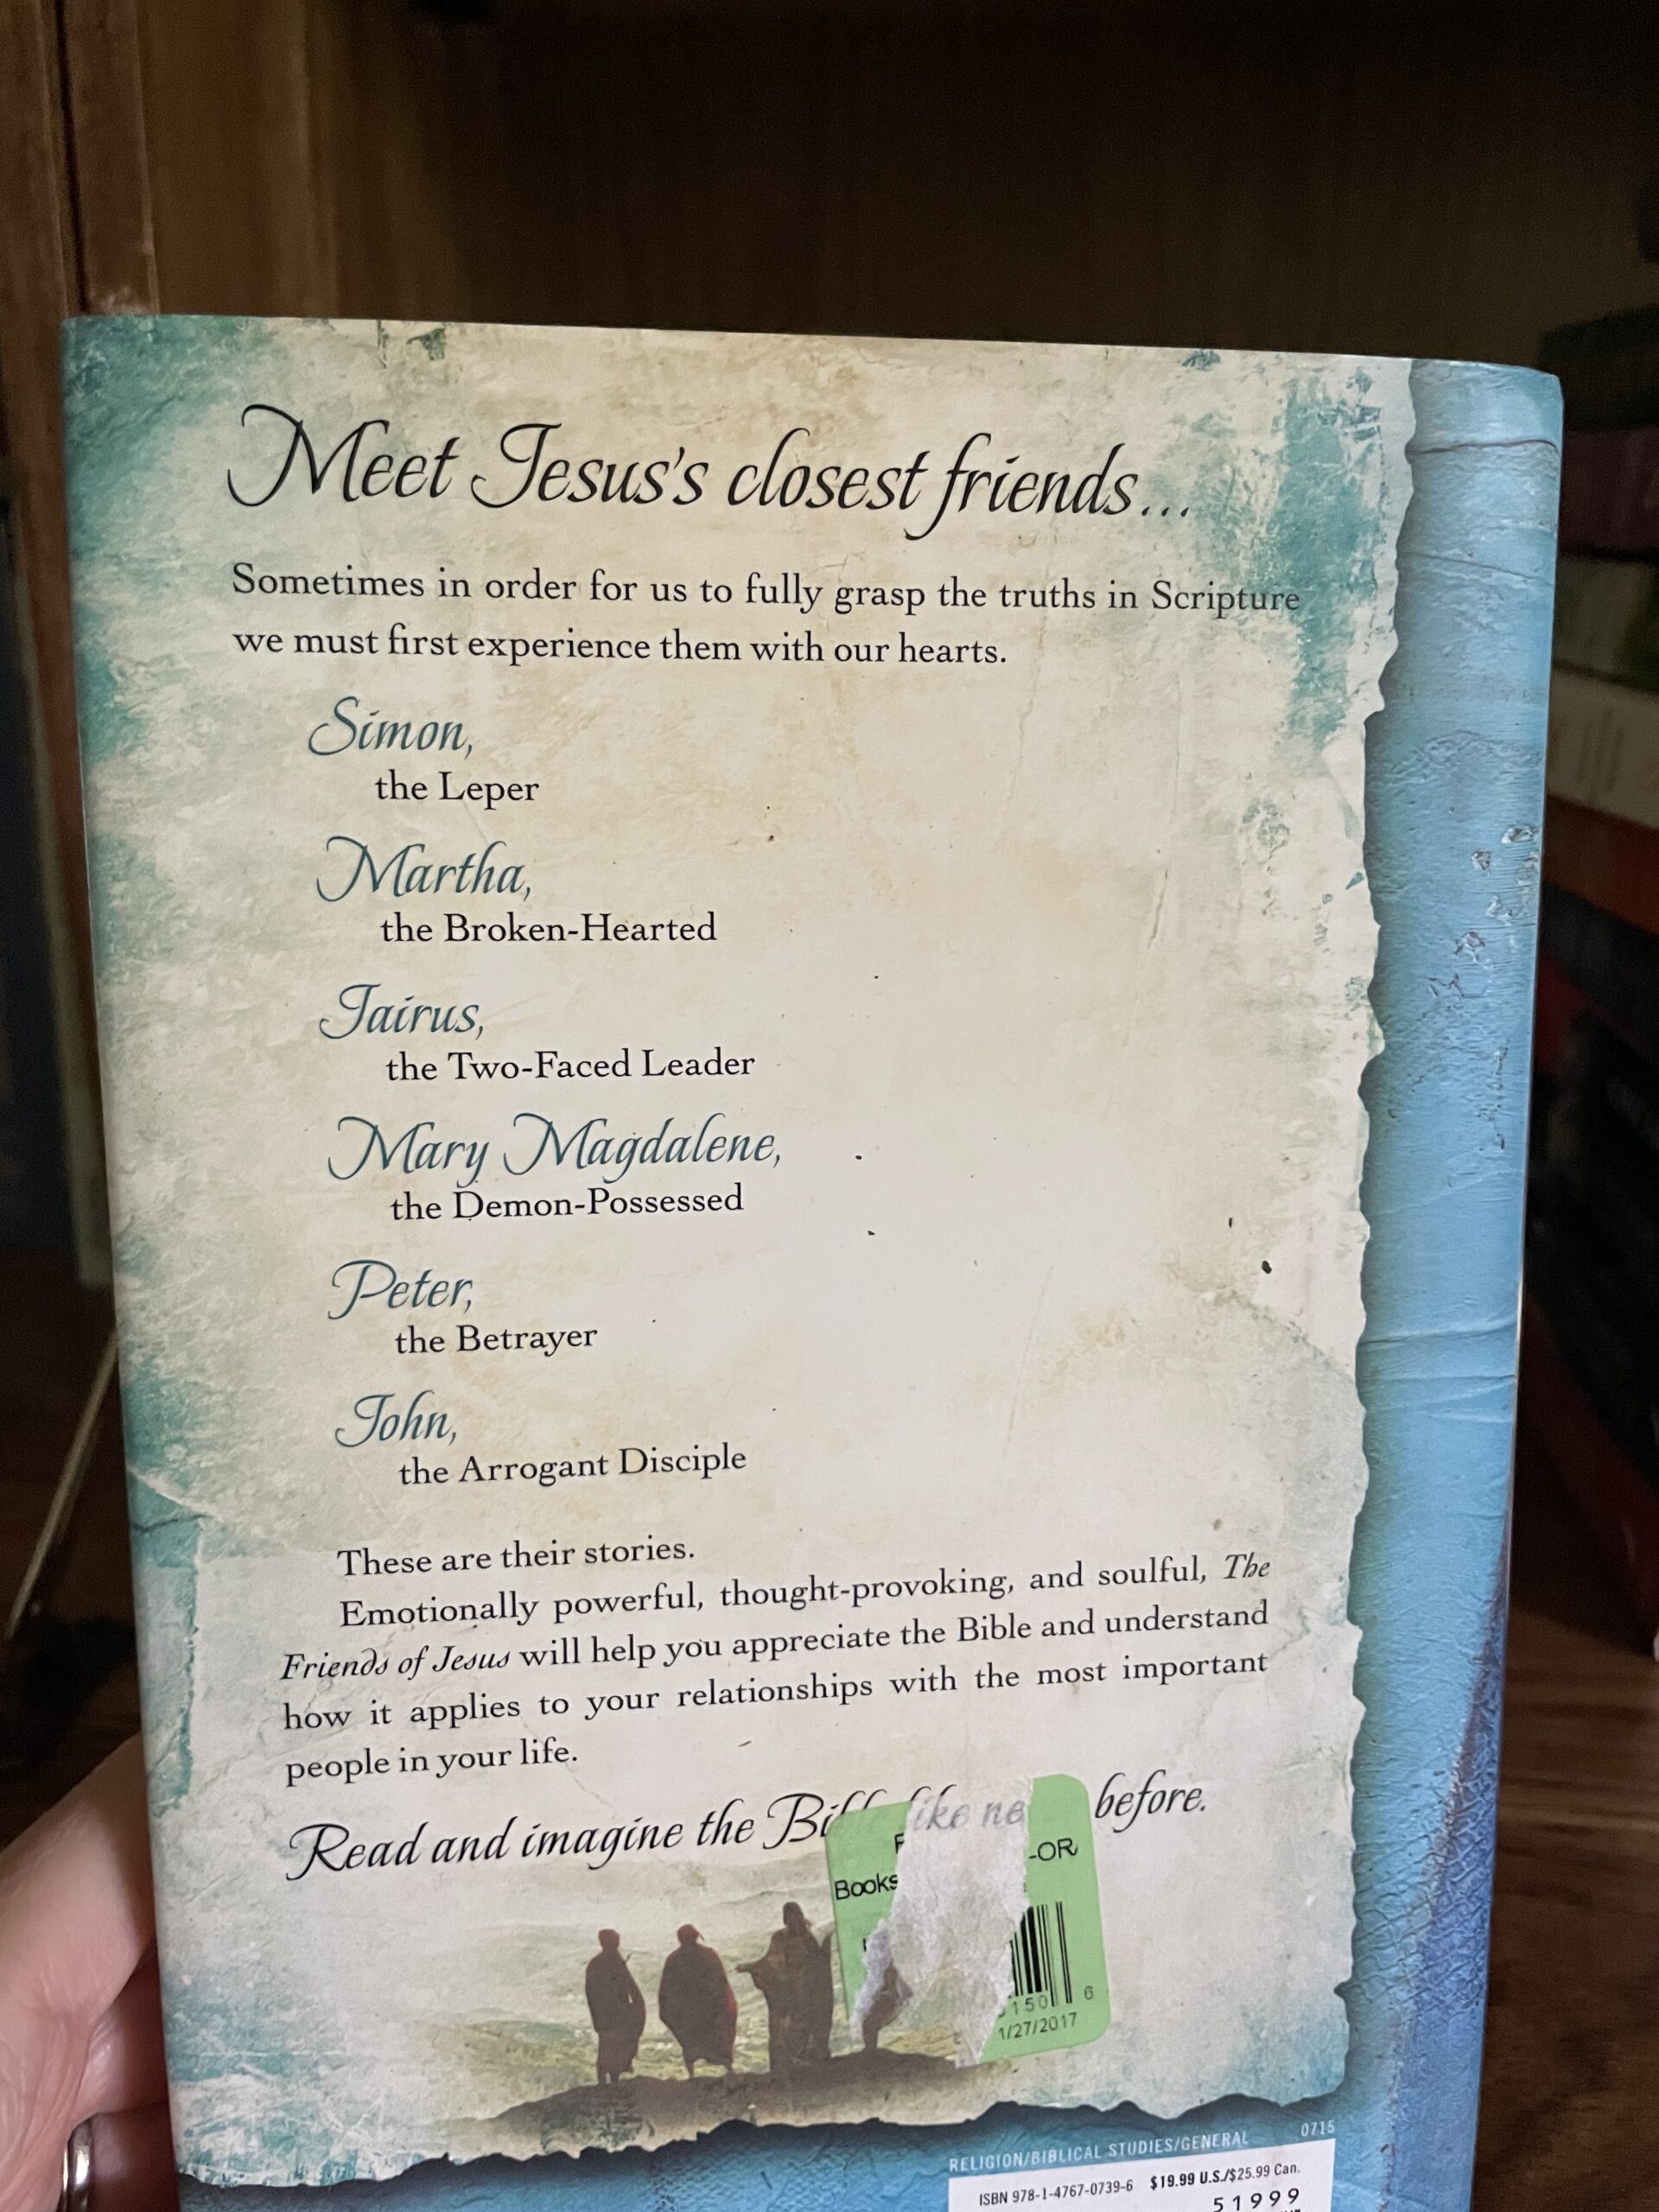 Meet Jesus's closest friends...
Sometimes in order for us to fully grasp the truths in Scripture
we must first experience them with our hearts.
Simon,
the Leper
Martha,
the Broken-Hearted
Jairus,
the Two-Faced Leader
Mary Magdalene,
the Demon-Possessed
Peter,
the Betrayer
John,
the Arrogant Disciple
These are their stories.
Emotionally powerful, thought-provoking, and soulful, The
Friends of Jesus will help you appreciate the Bible and understand
how it applies to your relationships with the most important
people in your life.
Read and imagine the before.
-OR
Books
150 6
1/27/2017
RELIGION/BIBLICAL STUDIES/GENERAL 0715
ISBN 978-1-4767-0739-6 $19.99 U.S./$25.99 Can.
51999